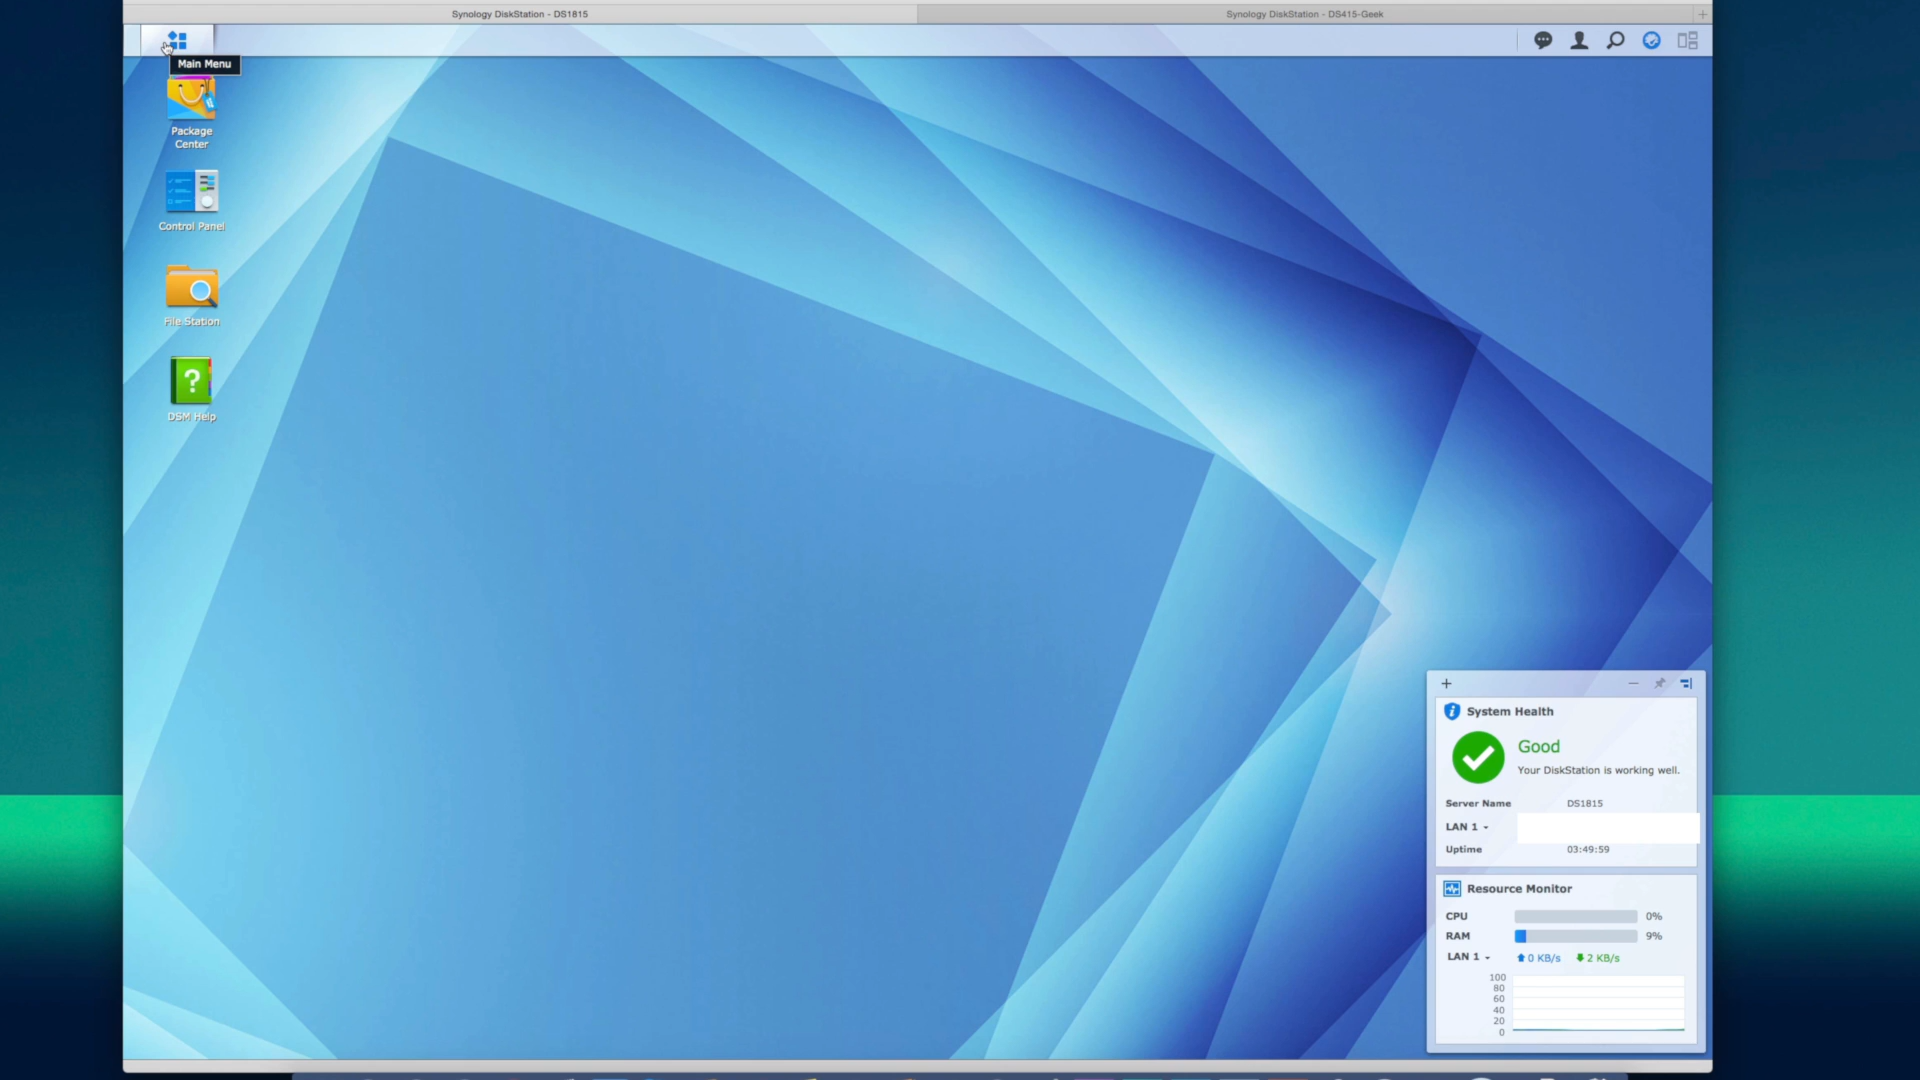 Synology DiskStation - DS1815
Synology DiskStation - DS415-Geek
Main Menu
Package
Center
Control Panel
File Station
DSM Help
System Health
Good
Your DiskStation is working well.
Server Name DS1815
LAN 1
Uptime 03:49:59
Resource Monitor
CPU 0%
RAM 9%
LAN 1 0 KB/s 2 KB/s
100
80
60
40
20
0